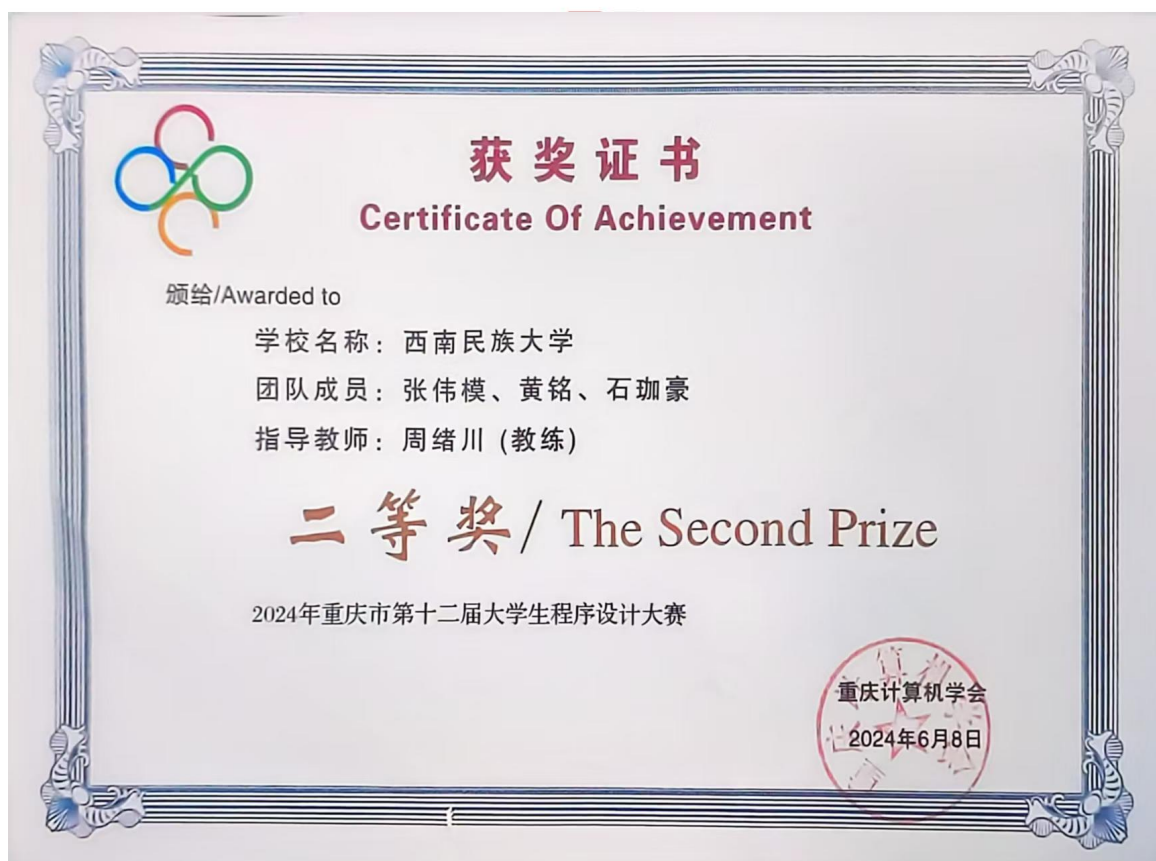 获奖证书
Certificate Of Achievement
颁给/Awarded to
学校名称：西南民族大学
团队成员：张伟模、黄铭、石珈豪
指导教师：周绪川 (教练)
二等奖/ The Second Prize
2024年重庆市第十二届大学生程序设计大赛
重庆计算机学会
2024年6月8日